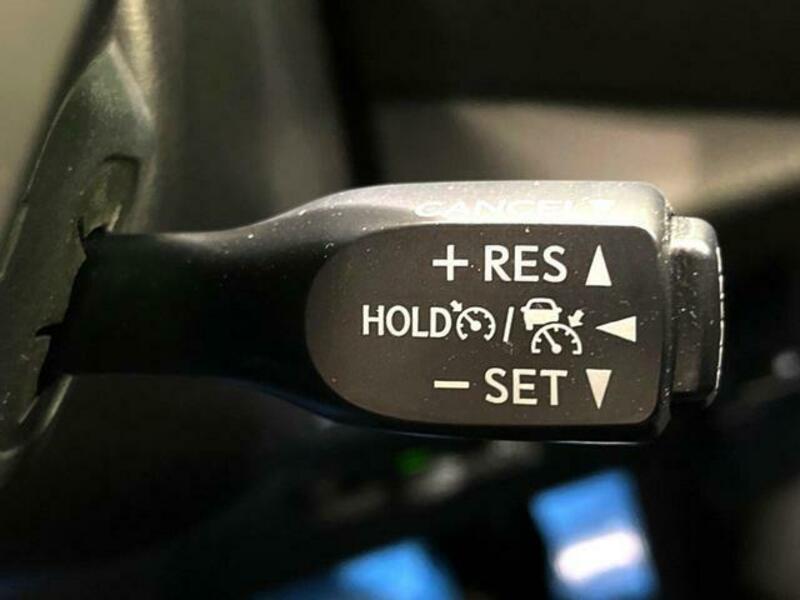 CANCEL
+ RES
HOLD /
− SET